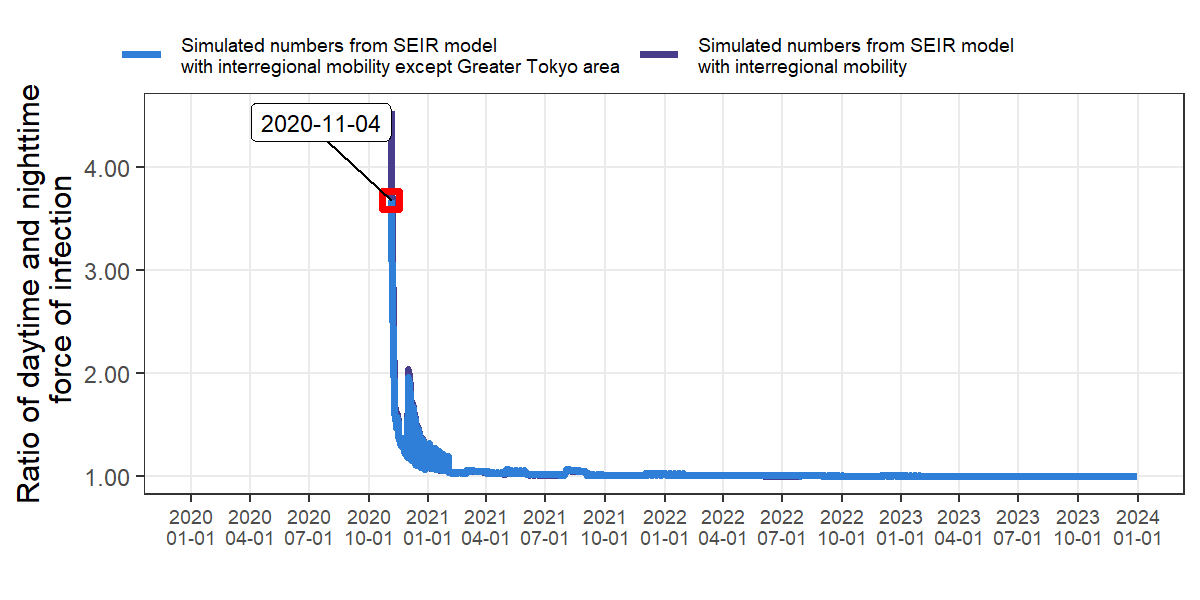 Simulated numbers from SEIR model
with interregional mobility except Greater Tokyo area
Simulated numbers from SEIR model
with interregional mobility
Ratio of daytime and nighttime
force of infection
2020-11-04
4.00
3.00
2.00
1.00
2020 2020 2020 2020 2021 2021 2021 2021 2022 2022 2022 2022 2023 2023 2023 2023 2024
01-01 04-01 07-01 10-01 01-01 04-01 07-01 10-01 01-01 04-01 07-01 10-01 01-01 04-01 07-01 10-01 01-01